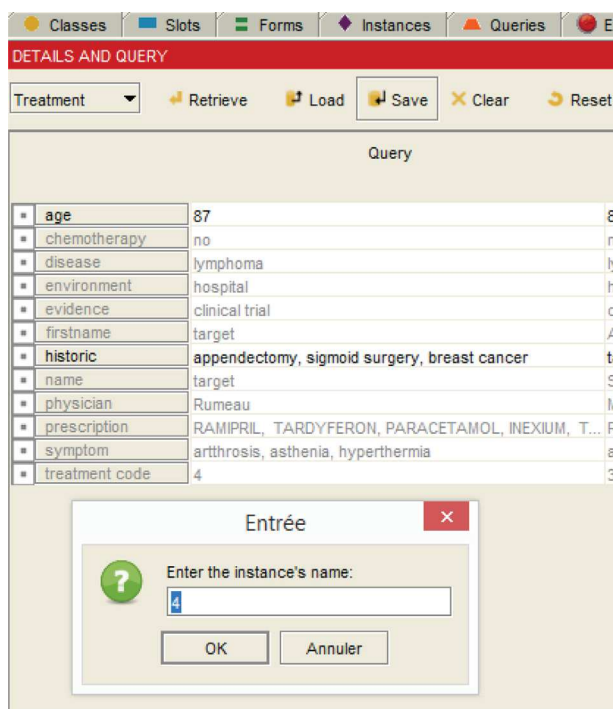 Classes Slots Forms Instances Queries E
DETAILS AND QUERY
Treatment Retrieve Load Save Clear Reset
Query
age 87 8
chemotherapy no
disease lymphoma
environment hospital
evidence clinical trial
firstname target A
historic appendectomy, sigmoid surgery, breast cancer t
name target S
physician Rumeau M
prescription RAMIPRIL, TARDYFERON, PARACETAMOL, INEXIUM, T... R
symptom artthrosis, asthenia, hyperthermia a
treatment code 4 3
Entrée
Enter the instance's name:
4
OK Annuler